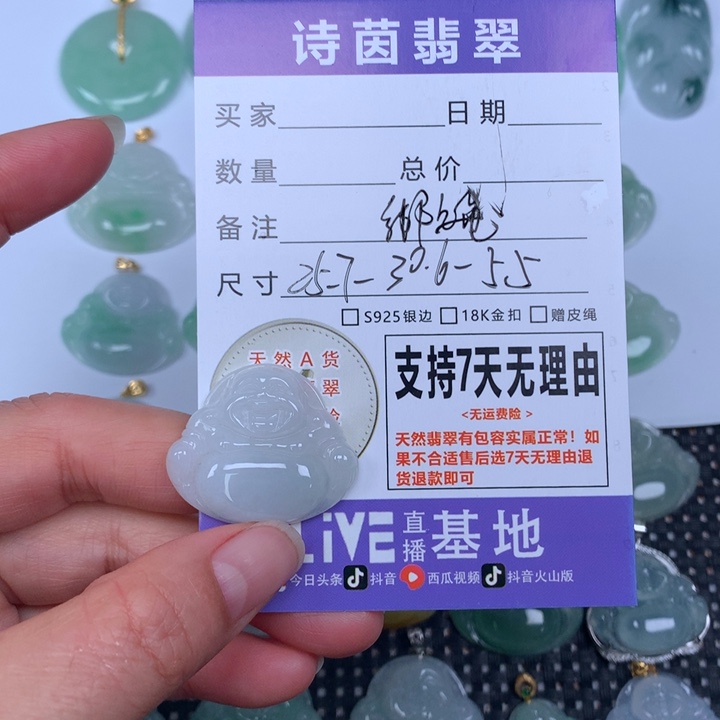 诗茵翡翠
买家 日期
数量 总价
备注 绑绳
尺寸 25.7-30.6-5.5
S925银边 18K金扣 赠皮绳
天然A货
翠
支持7天无理由
<无运费险>
天然翡翠有包容实属正常！如
果不合适售后选7天无理由退
货退款即可
LiVE 直播 基地
今日头条 抖音 西瓜视频 抖音火山版